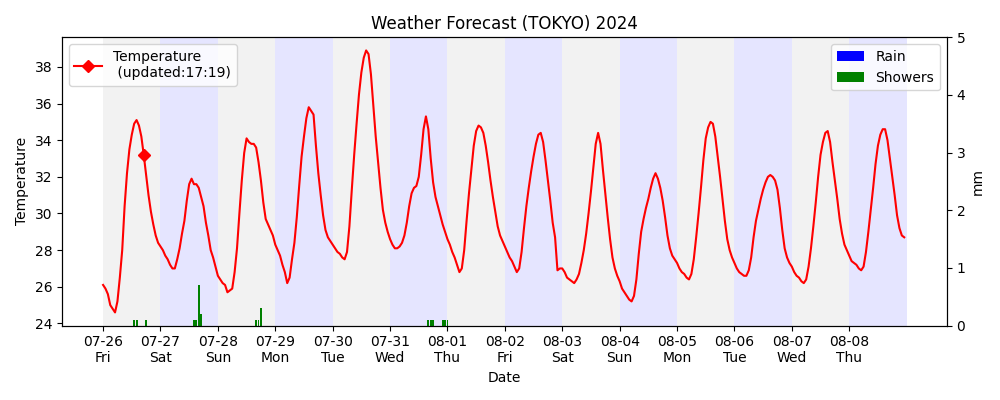 Weather Forecast (TOKYO) 2024
Temperature
(updated:17:19)
Rain
Showers
Temperature
38
36
34
32
30
28
26
24
5
4
3
2
1
0
mm
07-26 07-27 07-28 07-29 07-30 07-31 08-01 08-02 08-03 08-04 08-05 08-06 08-07 08-08
Fri Sat Sun Mon Tue Wed Thu Fri Sat Sun Mon Tue Wed Thu
Date